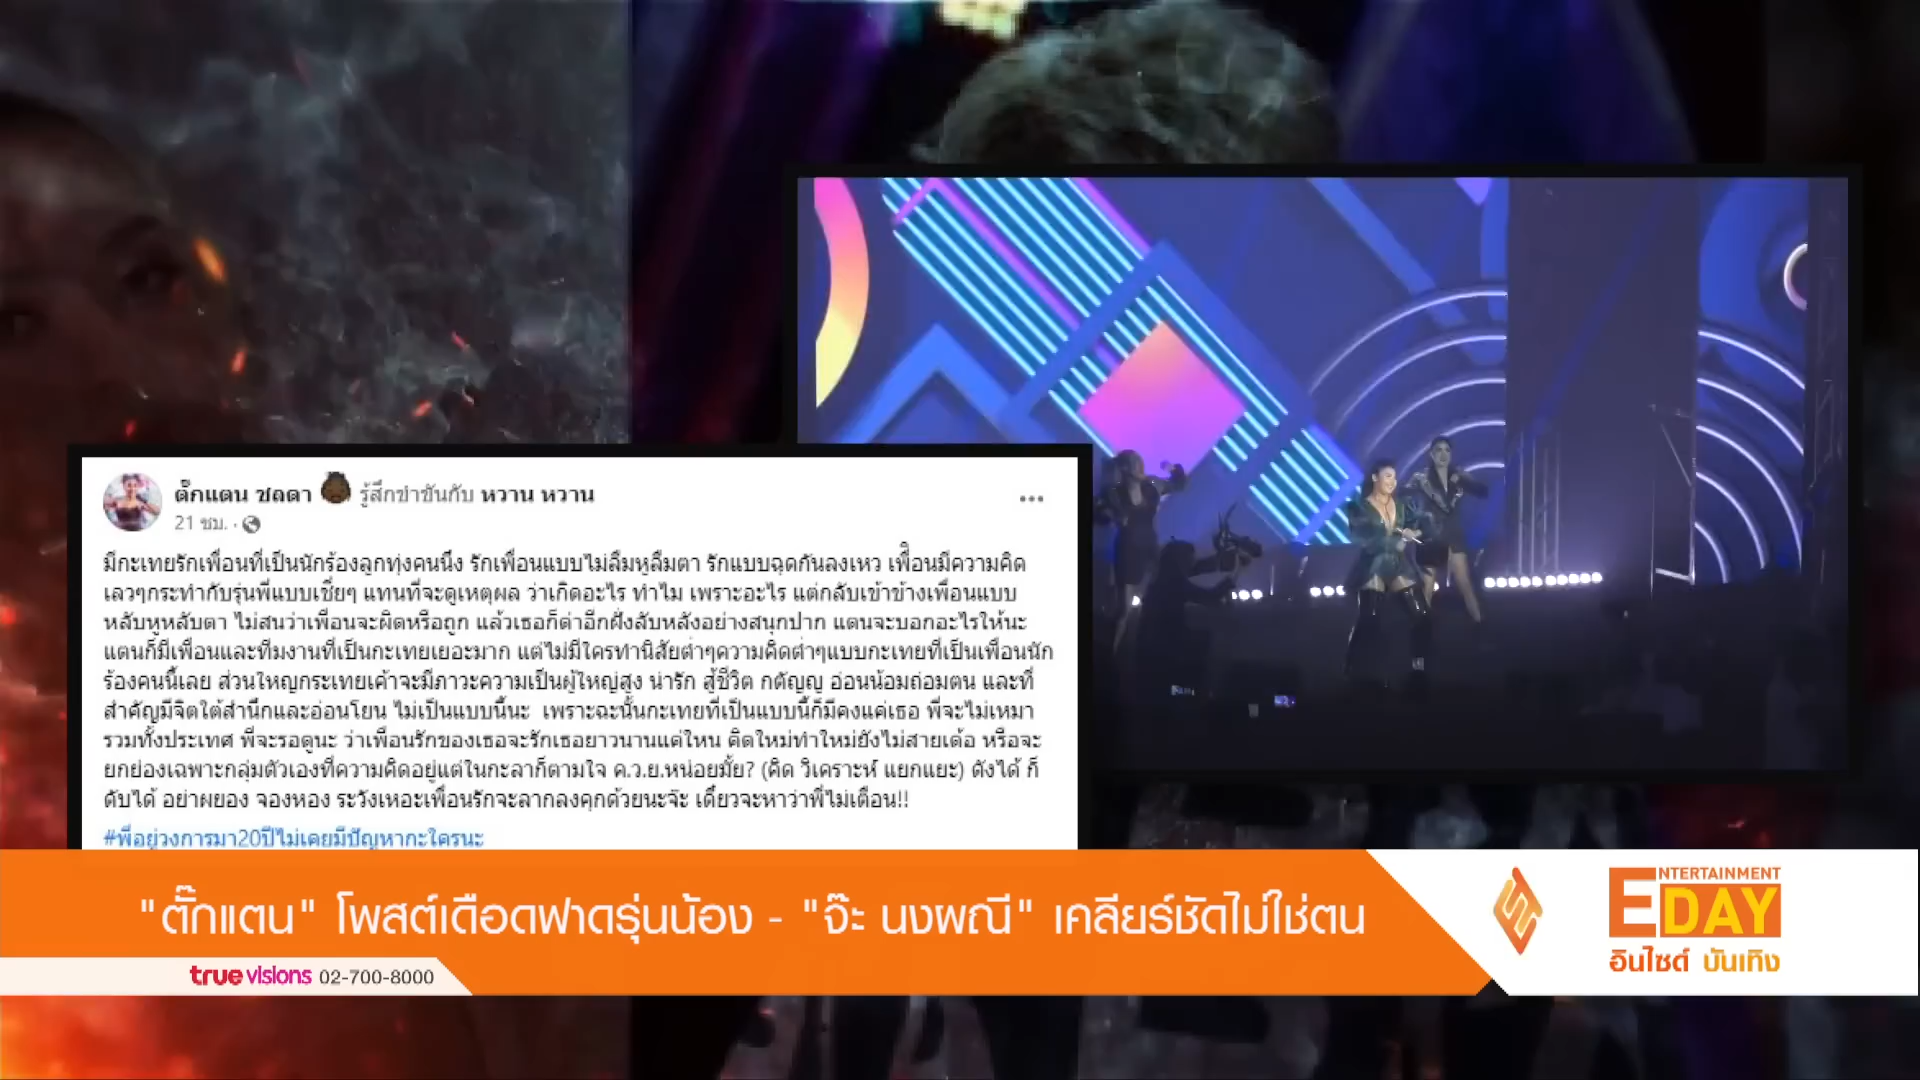 ตั๊กแตน ชลดา รู้สึกขำขันกับ หวาน หวาน
21 ชม.
มีกะเทยรักเพื่อนที่เป็นนักร้องลูกทุ่งคนนึง รักเพื่อนแบบไม่ลืมหูลืมตา รักแบบฉุดกันลงเหว เพื่อนมีความคิด
เลวๆกระทำกับรุ่นพี่แบบเชี่ยๆ แทนที่จะดูเหตุผล ว่าเกิดอะไร ทำไม เพราะอะไร แต่กลับเข้าข้างเพื่อนแบบ
หลับหูหลับตา ไม่สนว่าเพื่อนจะผิดหรือถูก แล้วเธอก็ด่าอีกฝั่งลับหลังอย่างสนุกปาก แตนจะบอกอะไรให้นะ
แตนก็มีเพื่อนและทีมงานที่เป็นกะเทยเยอะมาก แต่ไม่มีใครทำนิสัยต่ำๆความคิดต่ำๆแบบกะเทยที่เป็นเพื่อนนัก
ร้องคนนี้เลย ส่วนใหญ่กระเทยเค้าจะมีภาวะความเป็นผู้ใหญ่สูง น่ารัก สู้ชีวิต กตัญญู อ่อนน้อมถ่อมตน และที่
สำคัญมีจิตใต้สำนึกและอ่อนโยน ไม่เป็นแบบนี้นะ เพราะฉะนั้นกะเทยที่เป็นแบบนี้ก็มีคงแค่เธอ พี่จะไม่เหมา
รวมทั้งประเทศ พี่จะรอดูนะ ว่าเพื่อนรักของเธอจะรักเธอยาวนานแค่ใหน คิดใหม่ทำใหม่ยังไม่สายเด้อ หรือจะ
ยกย่องเฉพาะกลุ่มตัวเองที่ความคิดอยู่แต่ในกะลาก็ตามใจ ค.ว.ย.หน่อยมั้ย? (คิด วิเคราะห์ แยกแยะ) ดังได้ ก็
ดับได้ อย่าผยอง จองหอง ระวังเหอะเพื่อนรักจะลากลงคุกด้วยนะจ๊ะ เดี๋ยวจะหาว่าพี่ไม่เตือน!!
#พี่อยู่วงการมา20ปีไม่เคยมีปัญหากะใครนะ
"ตั๊กแตน" โพสต์เดือดฟาดรุ่นน้อง - "จ๊ะ นงผณี" เคลียร์ชัดไม่ใช่ตน
ENTERTAINMENT
DAY
อินไซด์ บันเทิง
truevisions 02-700-8000